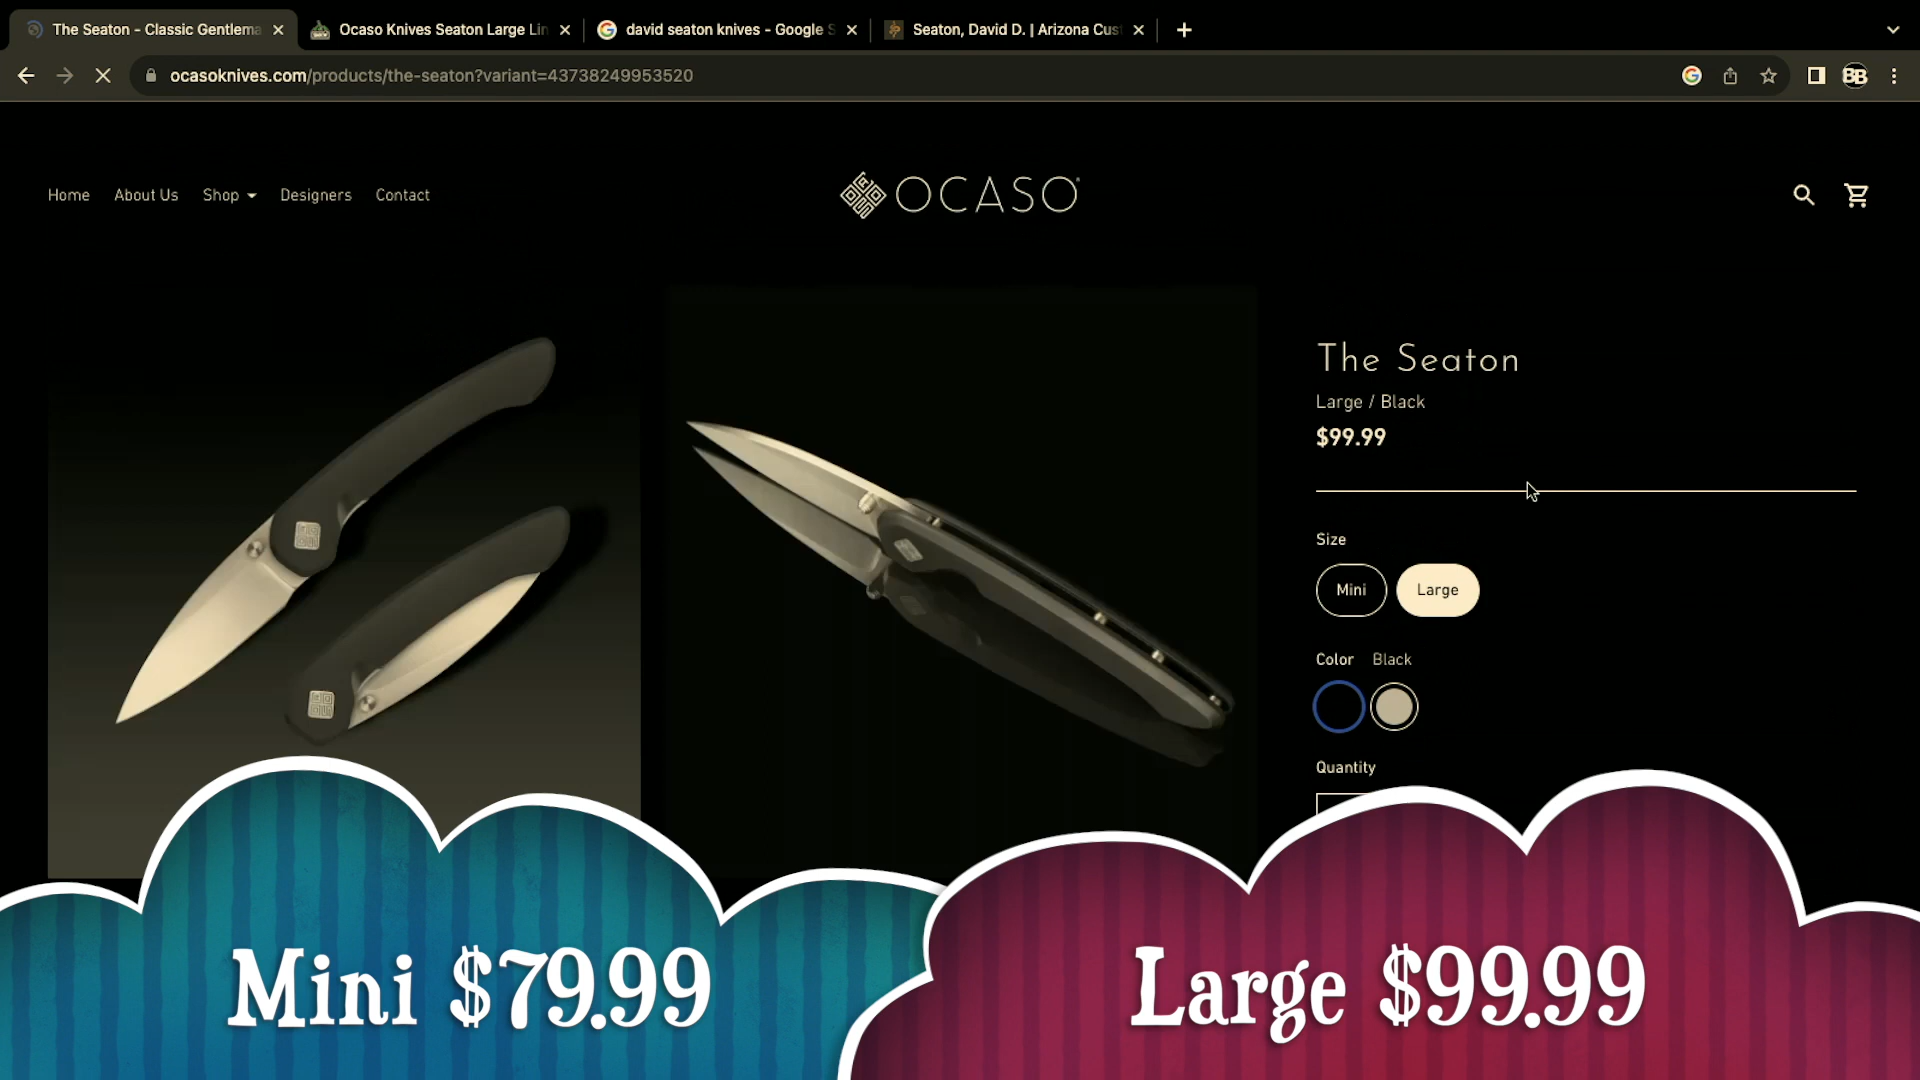 The Seaton - Classic Gentlema
Ocaso Knives Seaton Large Lin
david seaton knives - Google S
Seaton, David D. | Arizona Cus
ocasoknives.com/products/the-seaton?variant=43738249953520
BB
Home
About Us
Shop
Designers
Contact
OCASO
The Seaton
Large / Black
$99.99
Size
Mini
Large
Color Black
Quantity
Mini $79.99
Large $99.99